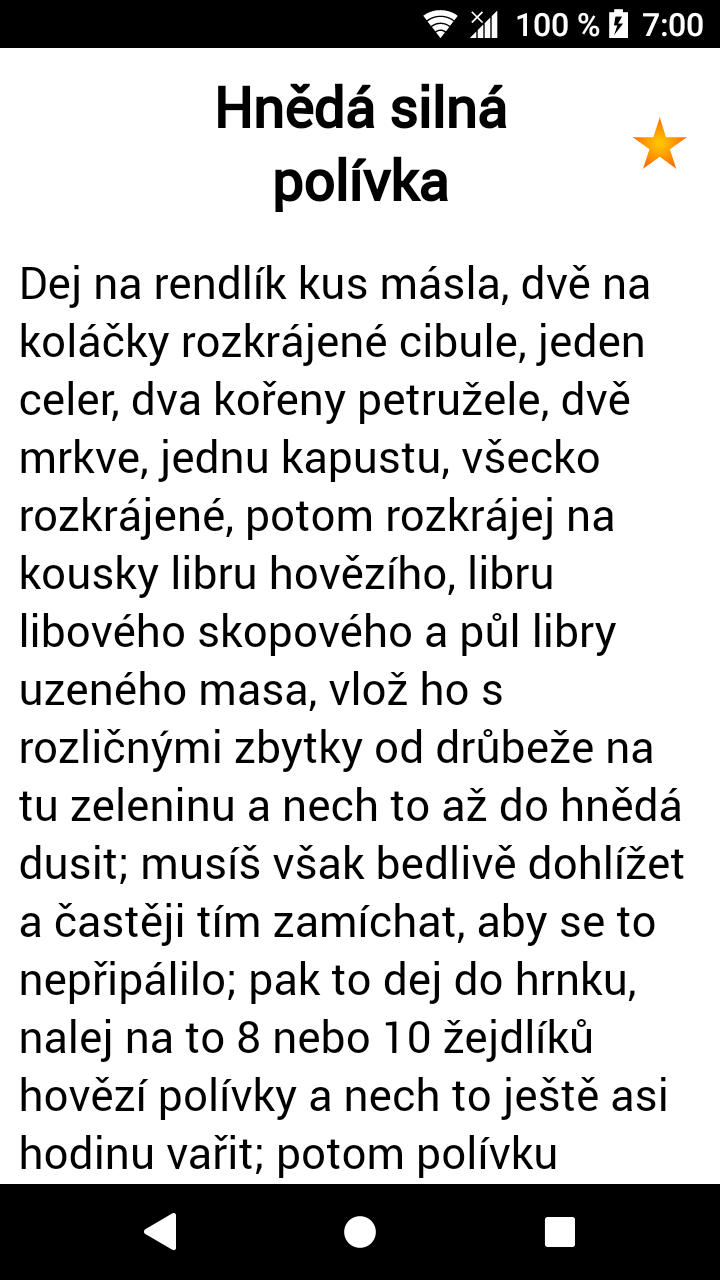 100 % 7:00
Hnědá silná
polívka
Dej na rendlík kus másla, dvě na
koláčky rozkrájené cibule, jeden
celer, dva kořeny petružele, dvě
mrkve, jednu kapustu, všecko
rozkrájené, potom rozkrájej na
kousky libru hovězího, libru
libového skopového a půl libry
uzeného masa, vlož ho s
rozličnými zbytky od drůbeže na
tu zeleninu a nech to až do hnědá
dusit; musíš však bedlivě dohlížet
a častěji tím zamíchat, aby se to
nepřipálilo; pak to dej do hrnku,
nalej na to 8 nebo 10 žejdlíků
hovězí polívky a nech to ještě asi
hodinu vařit; potom polívku